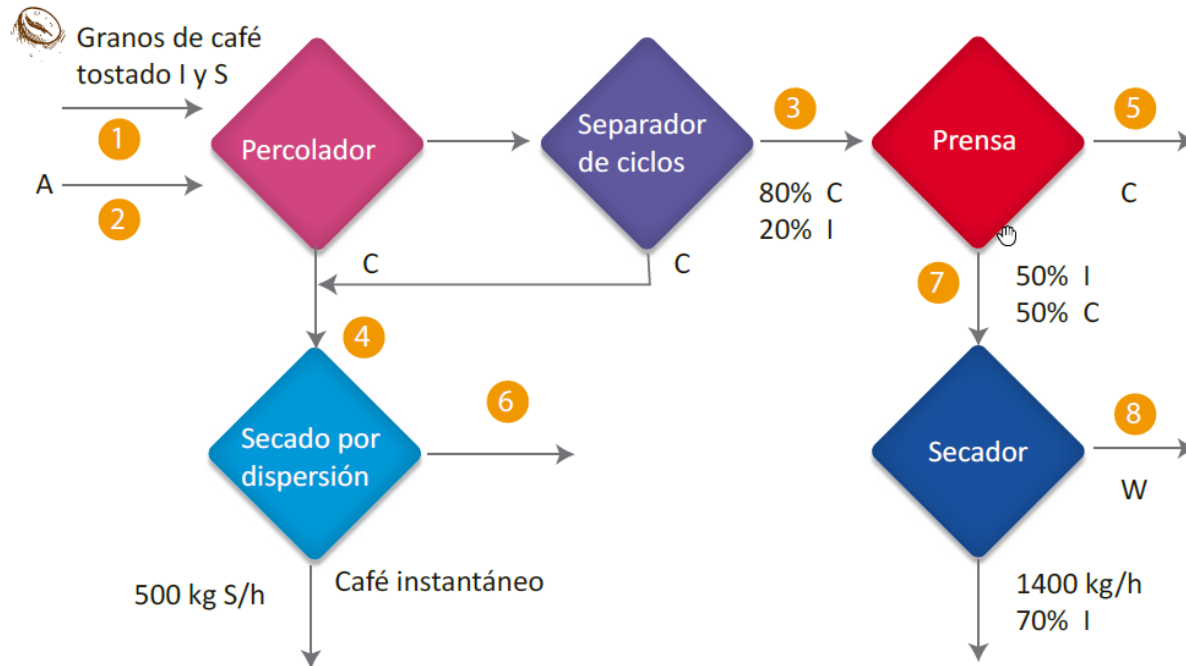 Granos de café
tostado I y S
1
A
2
Percolador
Separador
de ciclos
3
80% C
20% I
Prensa
5
C
C
C
7
50% I
50% C
4
Secado por
dispersión
6
Secador
8
W
500 kg S/h
Café instantáneo
1400 kg/h
70% I